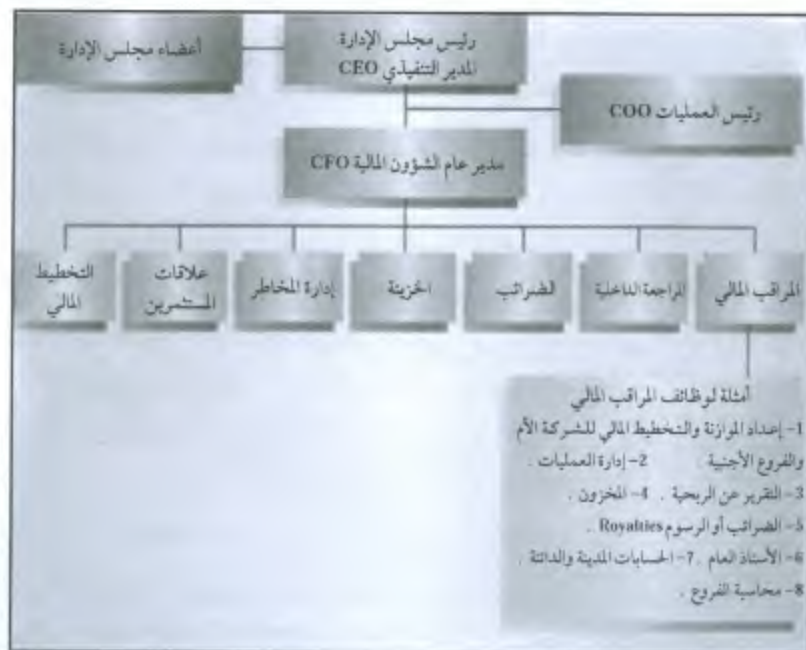 رئيس مجلس الإدارة
المدير التنفيذي CEO
أعضاء مجلس الإدارة
رئيس العمليات COO
مدير عام الشؤون المالية CFO
المراقب المالي
المراجعة الداخلية
الضرائب
الخزينة
إدارة المخاطر
علاقات
المستثمرين
التخطيط
المالي
أمثلة لوظائف المراقب المالي
1- إعداد الموازنة والتخطيط المالي للشركة الأم
والفروع الأجنبية . 2- إدارة العمليات .
3- التقرير عن الربحية . 4- المخزون .
5- الضرائب أو الرسوم Royalties .
6- الأستاذ العام . 7- الحسابات المدينة والدائنة .
8- محاسبة الفروع .